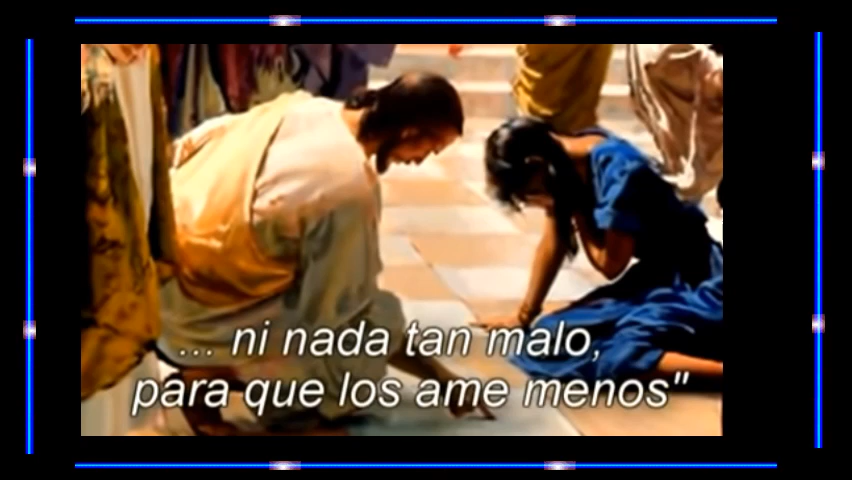 ... ni nada tan malo,
para que los ame menos"